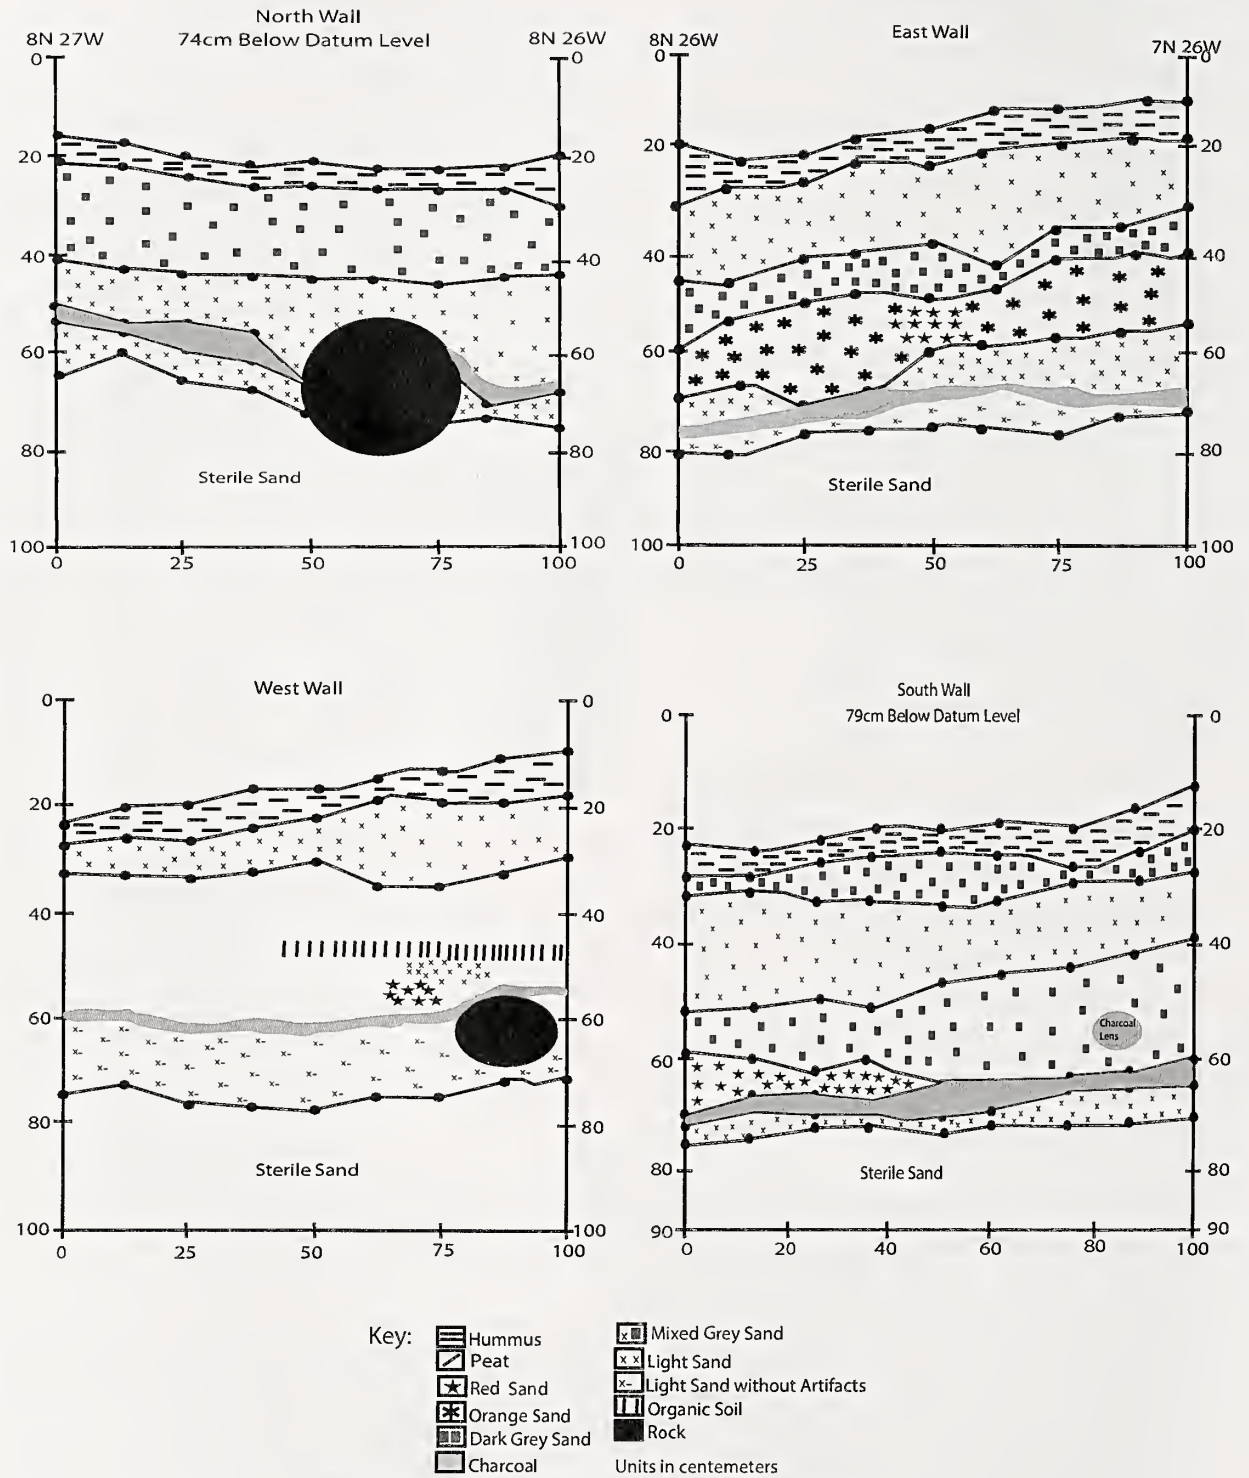 North Wall
8N 27W
74cm Below Datum Level
8N 26W
0
0
20
20
40
40
60
60
80
80
Sterile Sand
100
100
0
25
50
75
100
East Wall
8N 26W
7N 26W
0
0
20
20
40
40
60
60
80
80
Sterile Sand
100
100
0
25
50
75
100
West Wall
0
0
20
20
40
40
60
60
80
80
Sterile Sand
100
100
0
25
50
75
100
South Wall
79cm Below Datum Level
0
0
20
20
40
40
Charcoal
Lens
60
60
80
80
Sterile Sand
90
90
0
20
40
60
80
100
Key:
Hummus
Peat
Red Sand
Orange Sand
Dark Grey Sand
Charcoal
Mixed Grey Sand
Light Sand
Light Sand without Artifacts
Organic Soil
Rock
Units in centemeters